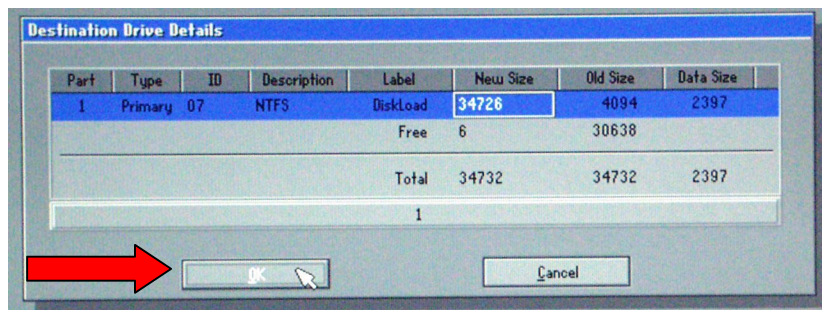 Destination Drive Details
Part Type ID Description Label New Size Old Size Data Size
1 Primary 07 NTFS DiskLoad 34726 4094 2397
Free 6 30638
Total 34732 34732 2397
1
OK Cancel